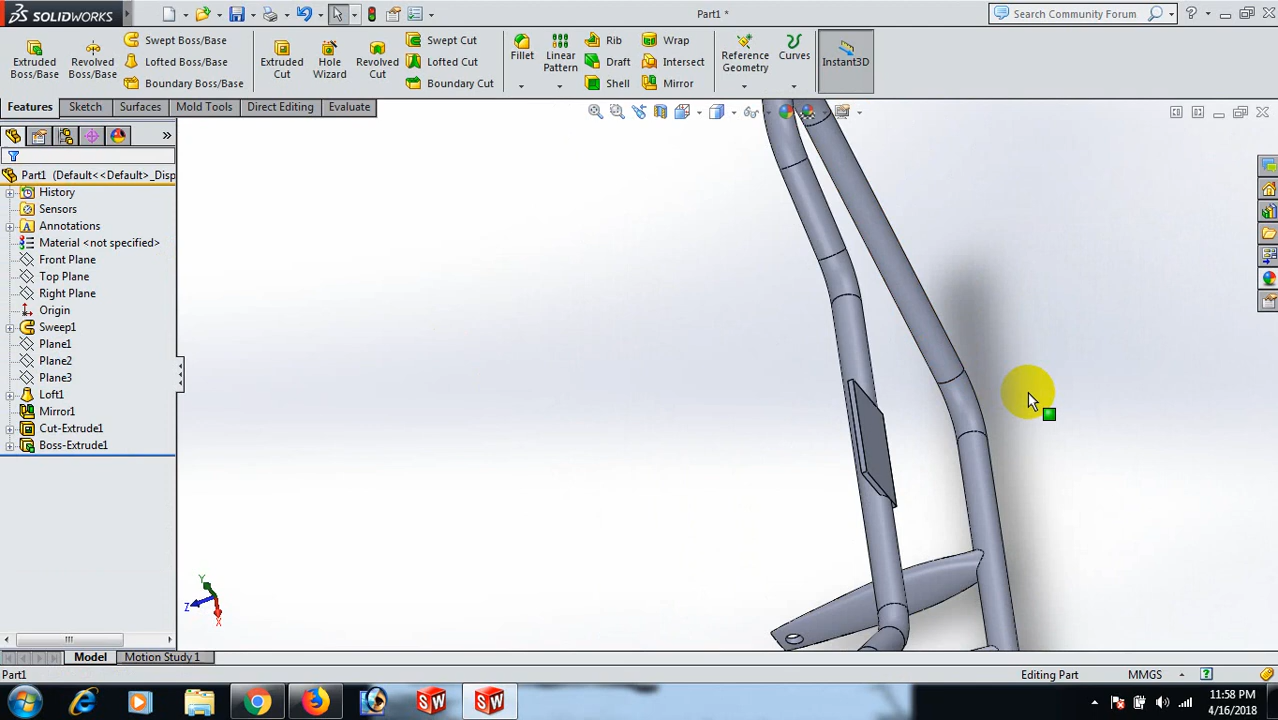 SOLIDWORKS
Part1 *
Search Community Forum
Extruded Boss/Base
Revolved Boss/Base
Swept Boss/Base
Lofted Boss/Base
Boundary Boss/Base
Extruded Cut
Hole Wizard
Revolved Cut
Swept Cut
Lofted Cut
Boundary Cut
Fillet
Linear Pattern
Rib
Draft
Shell
Wrap
Intersect
Mirror
Reference Geometry
Curves
Instant3D
Features
Sketch
Surfaces
Mold Tools
Direct Editing
Evaluate
Part1 (Default<<Default>_Disp
History
Sensors
Annotations
Material <not specified>
Front Plane
Top Plane
Right Plane
Origin
Sweep1
Plane1
Plane2
Plane3
Loft1
Mirror1
Cut-Extrude1
Boss-Extrude1
Y
Z
X
Model
Motion Study 1
Part1
Editing Part
MMGS
11:58 PM
4/16/2018